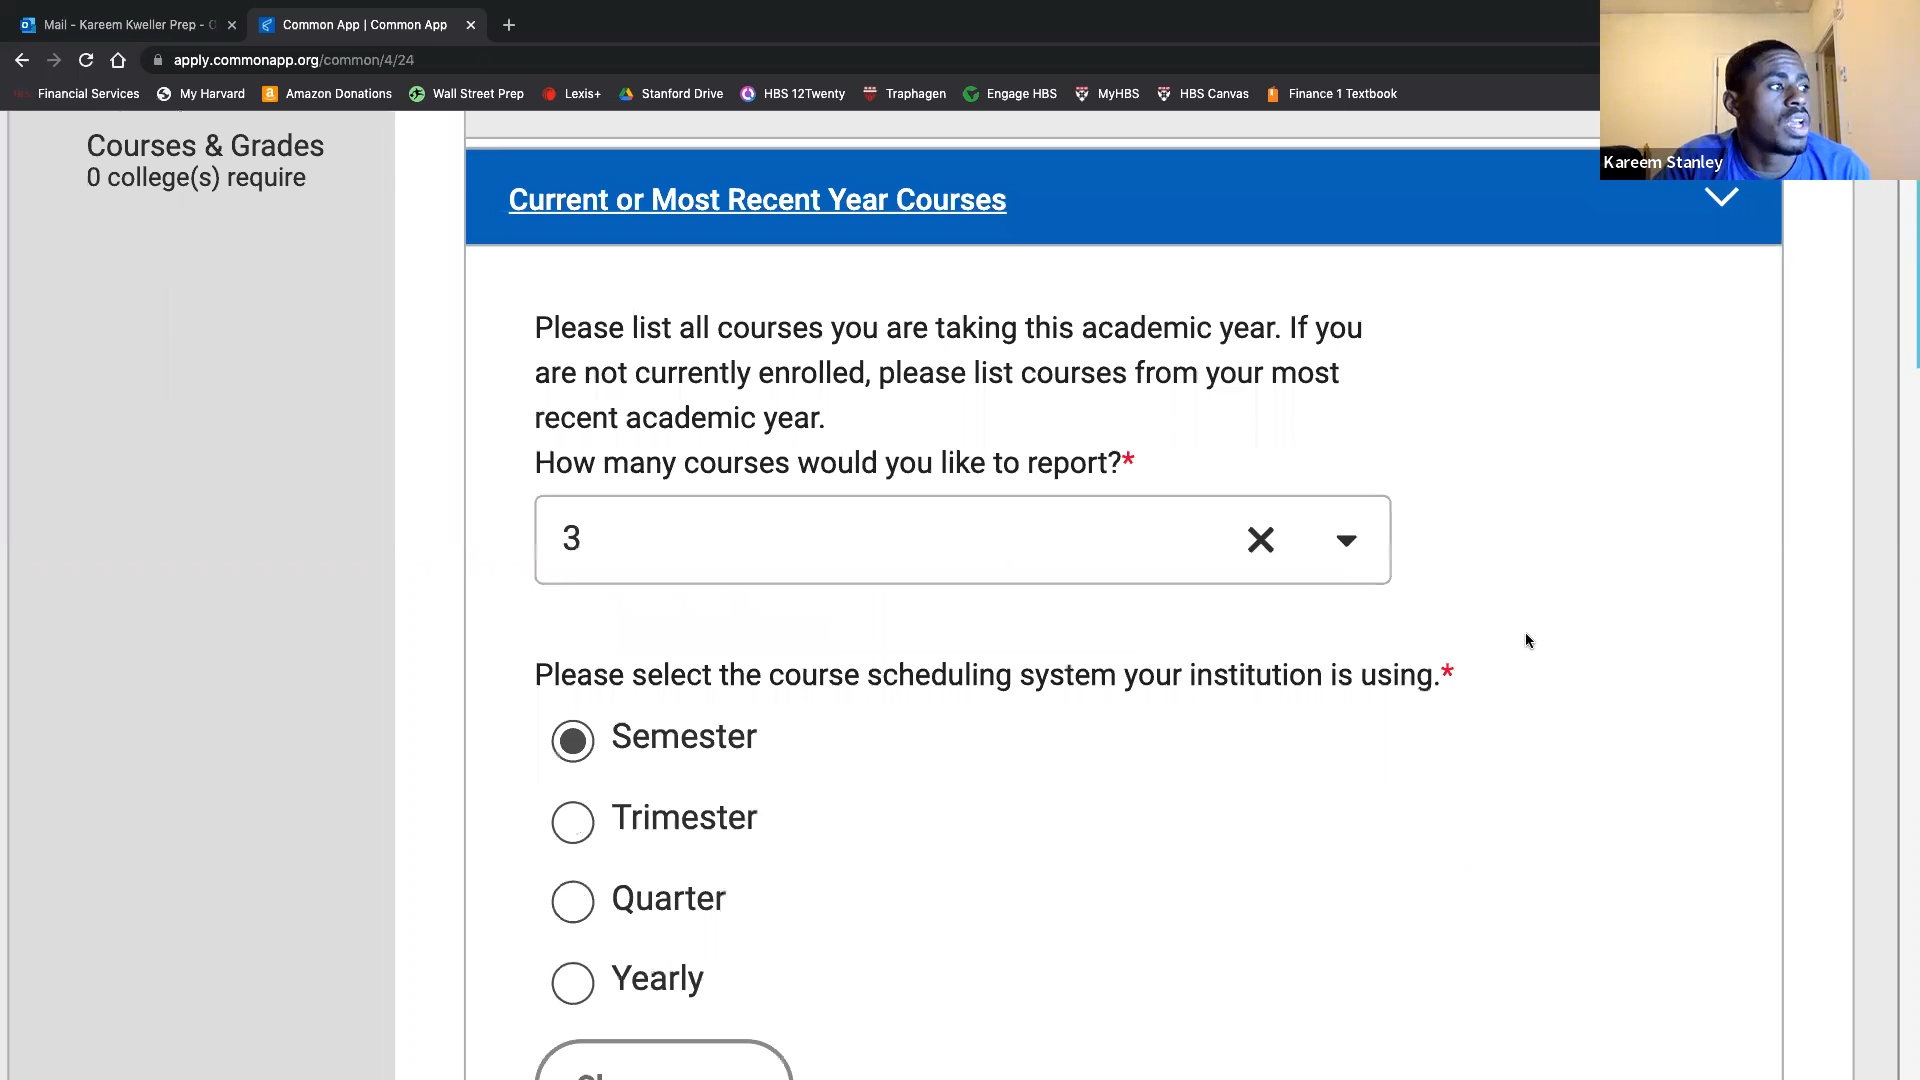 Mail - Kareem Kweller Prep -
Common App | Common App
apply.commonapp.org/common/4/24
Financial Services
My Harvard
Amazon Donations
Wall Street Prep
Lexis+
Stanford Drive
HBS 12Twenty
Traphagen
Engage HBS
MyHBS
HBS Canvas
Finance 1 Textbook
Kareem Stanley
Courses & Grades
0 college(s) require
Current or Most Recent Year Courses
Please list all courses you are taking this academic year. If you
are not currently enrolled, please list courses from your most
recent academic year.
How many courses would you like to report?*
3
Please select the course scheduling system your institution is using.*
Semester
Trimester
Quarter
Yearly